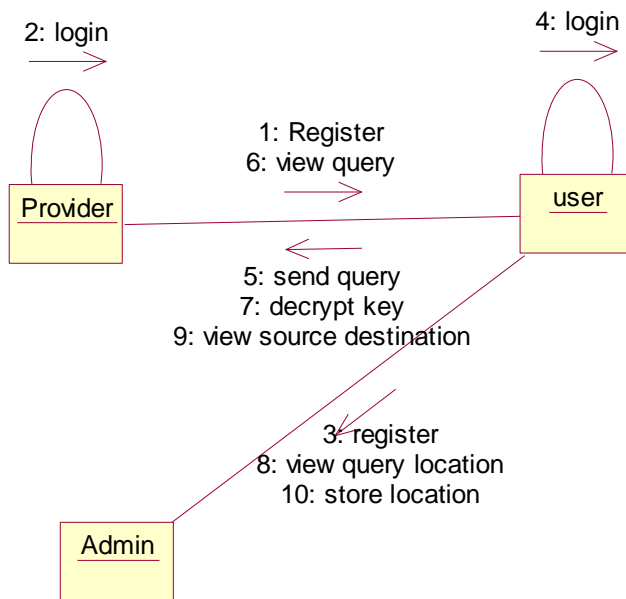 2: login
4: login
1: Register
6: view query
Provider
user
5: send query
7: decrypt key
9: view source destination
3: register
8: view query location
10: store location
Admin